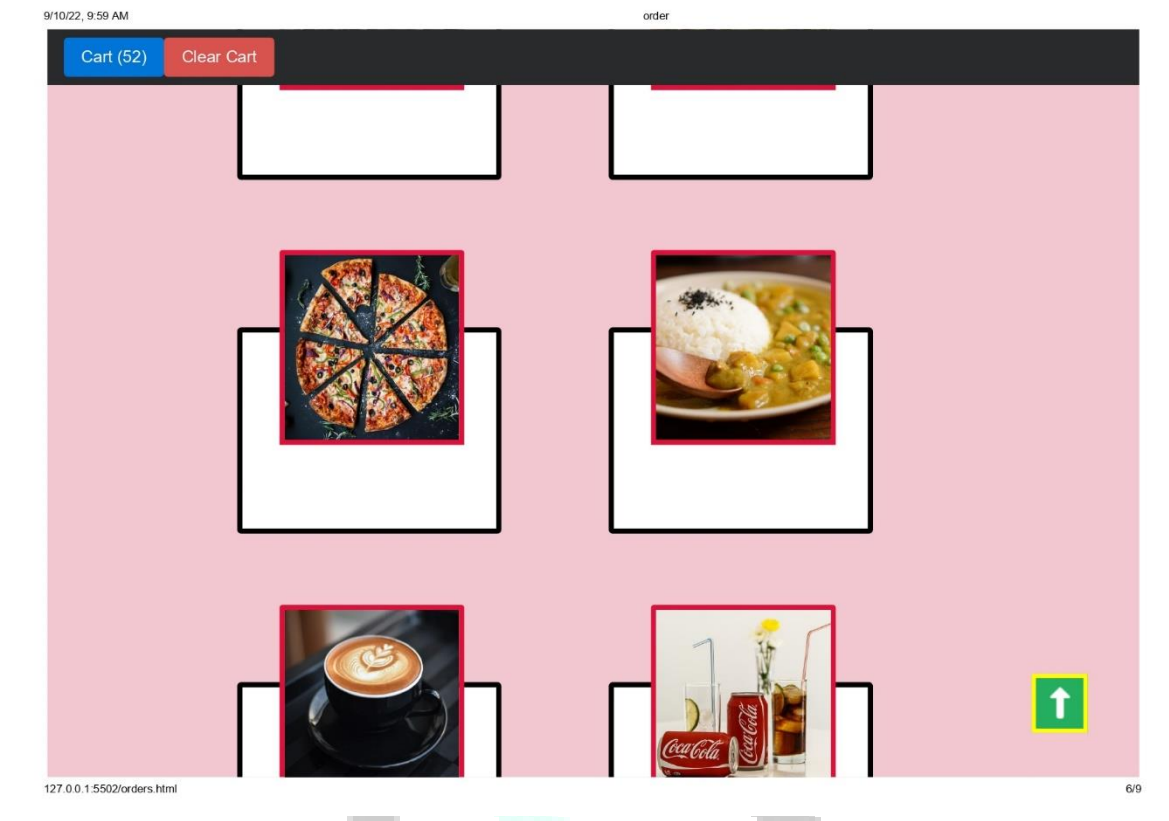 9/10/22, 9:59 AM order
Cart (52) Clear Cart
Coca-Cola
Coca-Cola
127.0.0.1:5502/orders.html 6/9